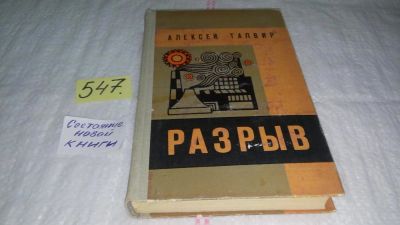 547.
Состояние
новой
книги
АЛЕКСЕЙ ТАЛВИР
РАЗРЫВ